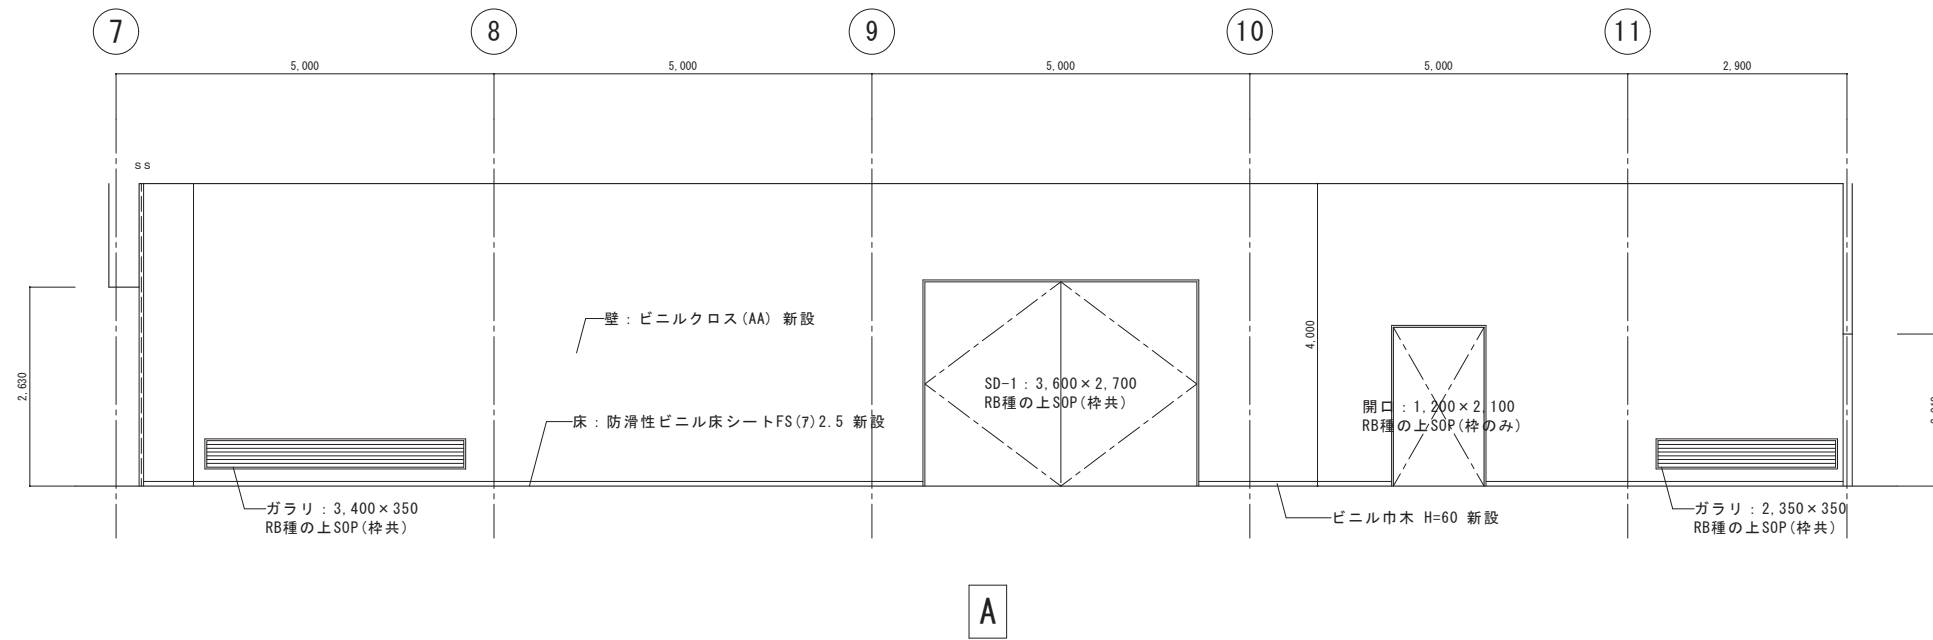 7
8
9
10
11
5,000
5,000
5,000
5,000
2,900
SS
壁：ビニルクロス(AA) 新設
4,000
2,630
SD-1：3,600×2,700
RB種の上SOP(枠共)
開口：1,200×2,100
RB種の上SOP(枠のみ)
床：防滑性ビニル床シートFS(ｱ)2.5 新設
ガラリ：3,400×350
RB種の上SOP(枠共)
ビニル巾木 H=60 新設
ガラリ：2,350×350
RB種の上SOP(枠共)
A